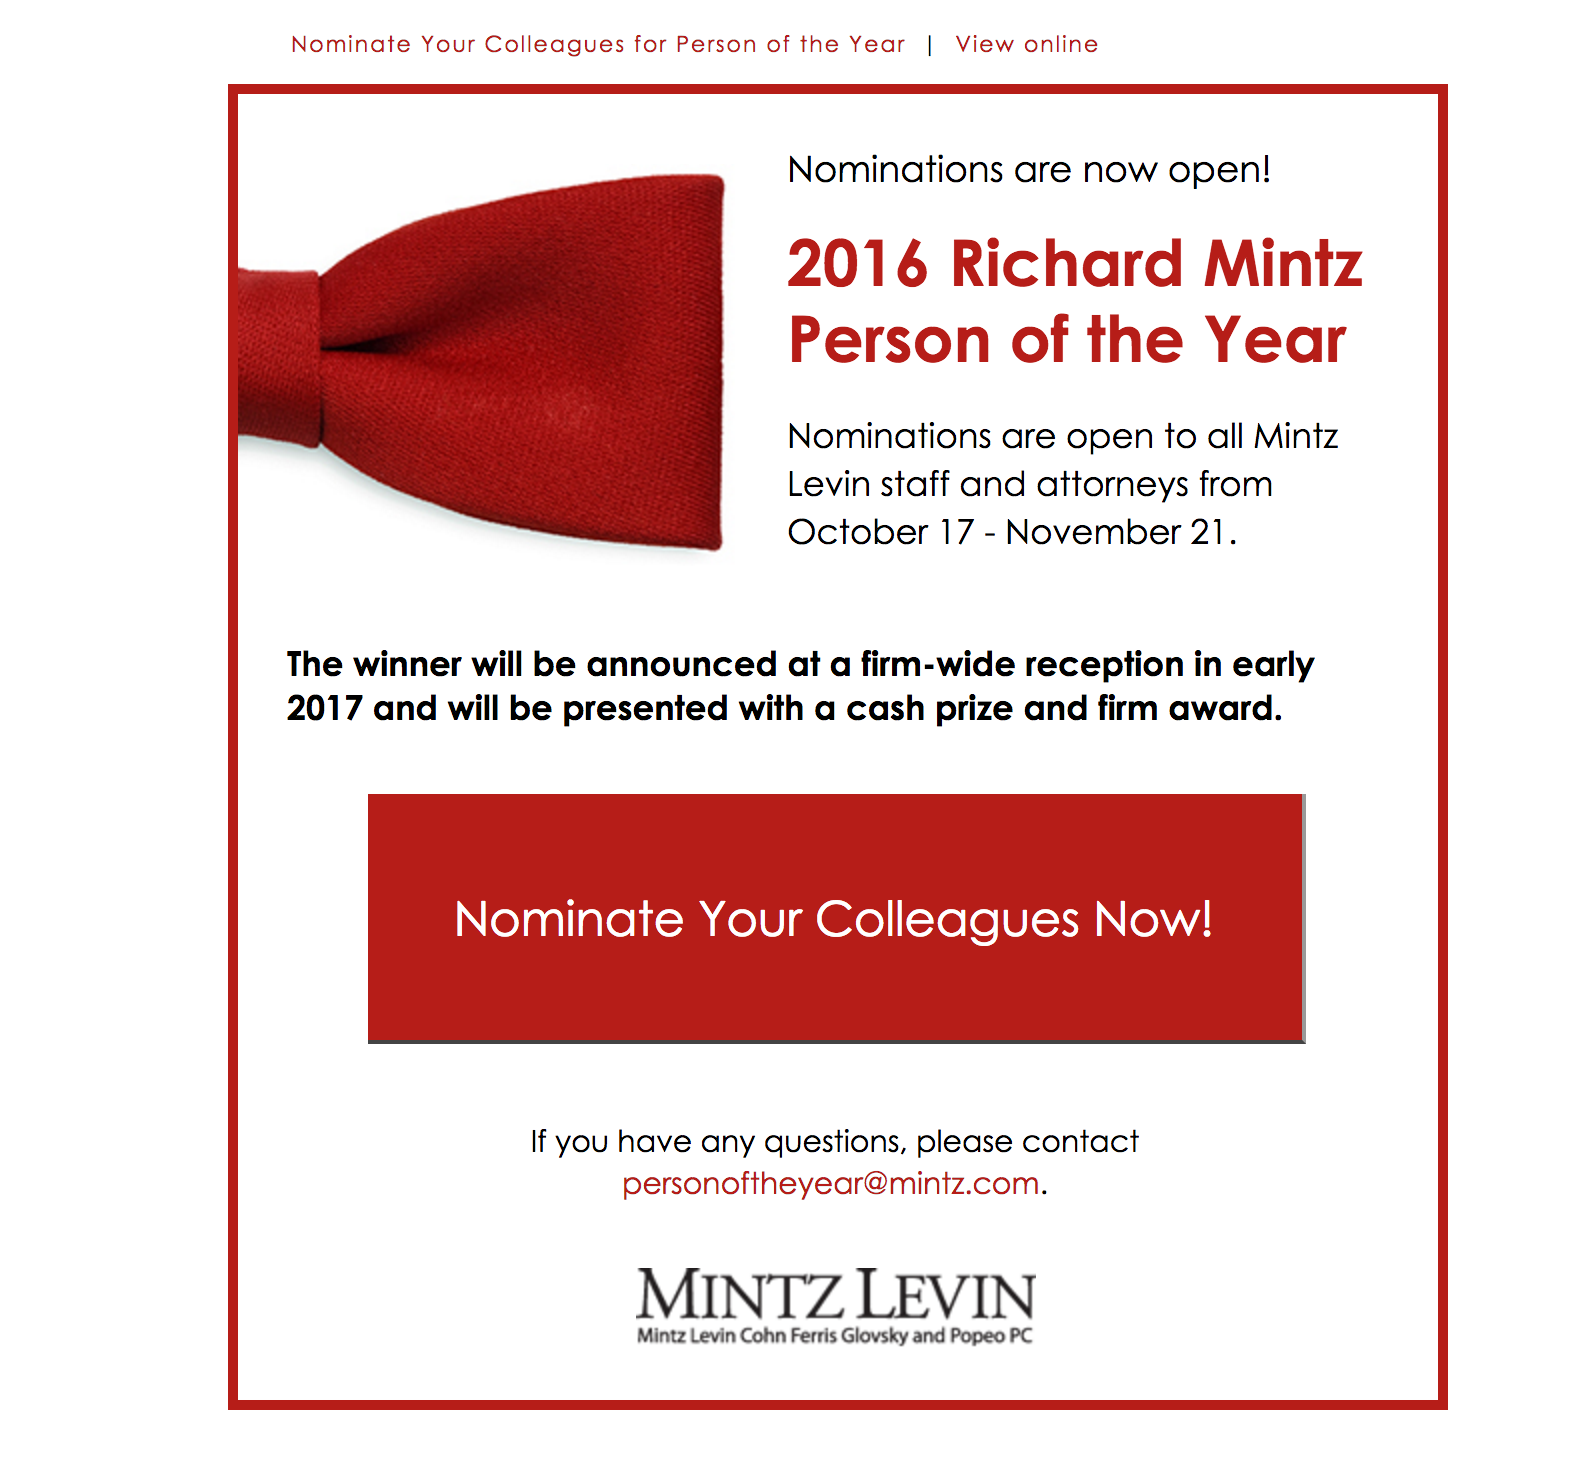 Nominate Your Colleagues for Person of the Year | View online
Nominations are now open!
2016 Richard Mintz
Person of the Year
Nominations are open to all Mintz
Levin staff and attorneys from
October 17 - November 21.
The winner will be announced at a firm-wide reception in early
2017 and will be presented with a cash prize and firm award.
Nominate Your Colleagues Now!
If you have any questions, please contact
personoftheyear@mintz.com.
MINTZ LEVIN
Mintz Levin Cohn Ferris Glovsky and Popeo PC